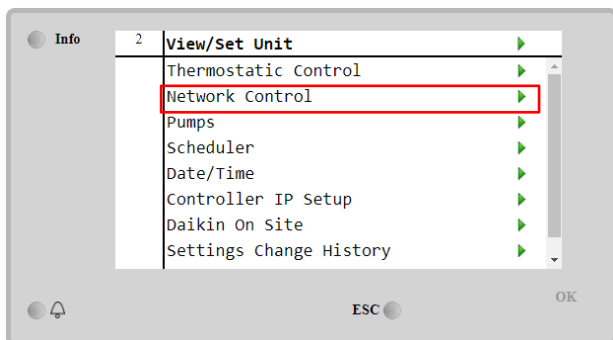 Info
2 View/Set Unit
Thermostatic Control
Network Control
Pumps
Scheduler
Date/Time
Controller IP Setup
Daikin On Site
Settings Change History
ESC
OK